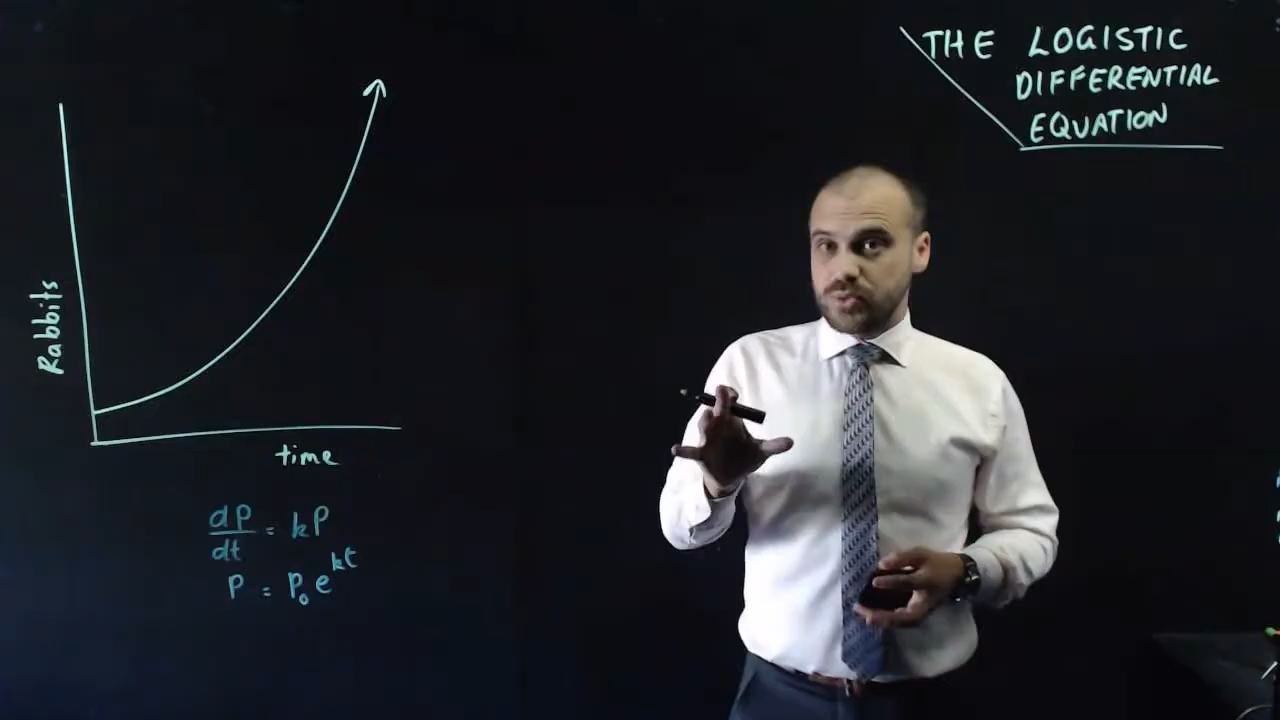 THE LOGISTIC
DIFFERENTIAL
EQUATION
Rabbits
time
dP/dt = kP
P = P₀e^kt